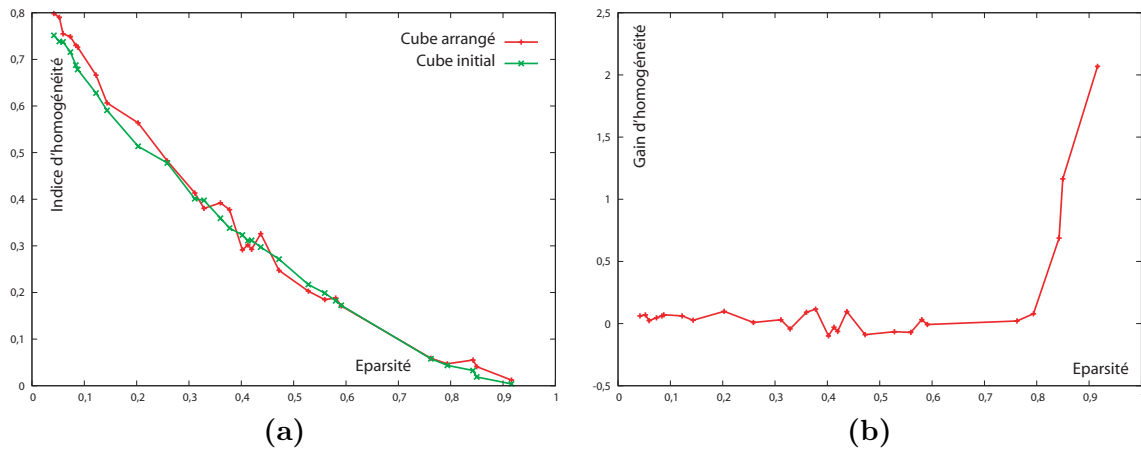 0,8
0,7
0,6
0,5
0,4
0,3
0,2
0,1
0
Indice d'homogénéité
Cube arrangé
Cube initial
Eparsité
0 0,1 0,2 0,3 0,4 0,5 0,6 0,7 0,8 0,9 1
(a)
2,5
2
1,5
1
0,5
0
-0,5
Gain d'homogénéité
Eparsité
0 0,1 0,2 0,3 0,4 0,5 0,6 0,7 0,8 0,9 1
(b)